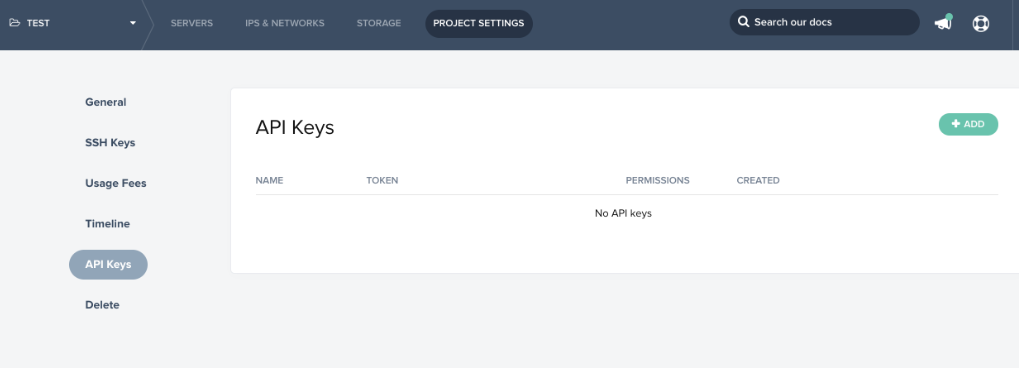 TEST SERVERS IPS & NETWORKS STORAGE PROJECT SETTINGS Search our docs
General
SSH Keys
Usage Fees
Timeline
API Keys
Delete
API Keys
+ ADD
NAME TOKEN PERMISSIONS CREATED
No API keys